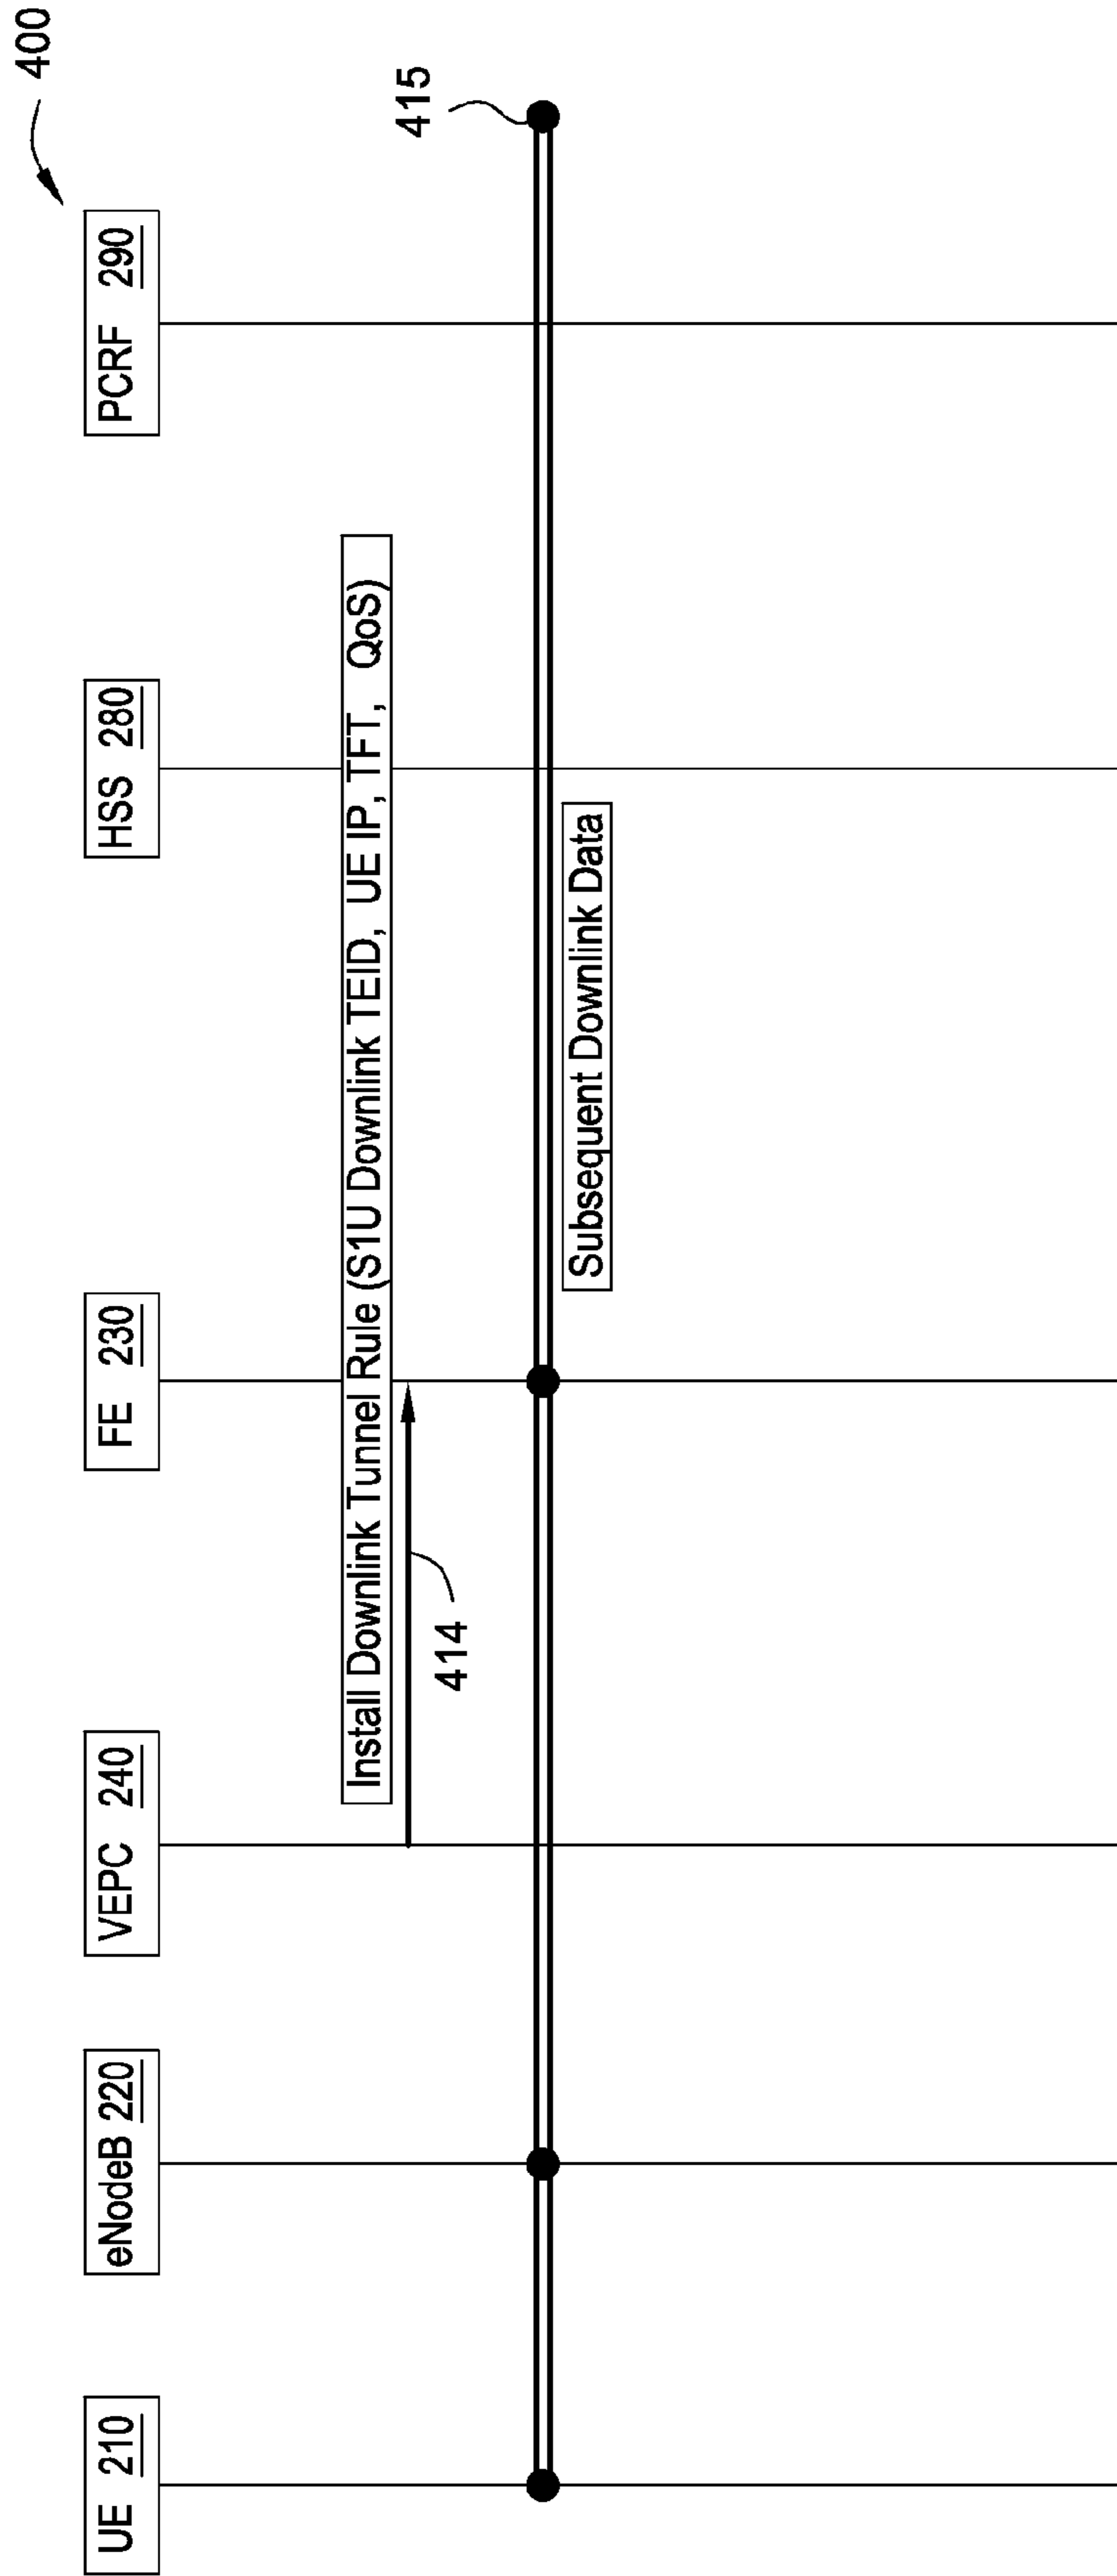 400
UE 210
eNodeB 220
VEPC 240
FE 230
HSS 280
PCRF 290
Install Downlink Tunnel Rule (S1U Downlink TEID, UE IP, TFT, QoS)
414
415
Subsequent Downlink Data